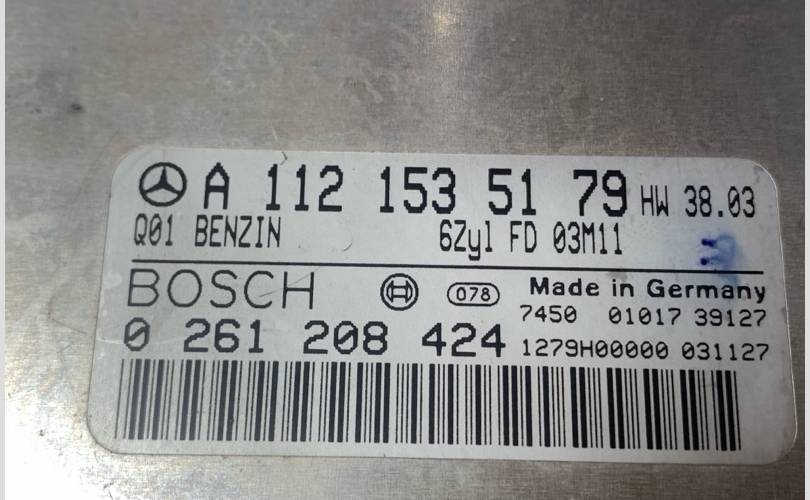 A 112 153 51 79 HW 38.03
Q01 BENZIN 6Zyl FD 03M11
BOSCH 078 Made in Germany
7450 01017 39127
0 261 208 424 1279H00000 031127